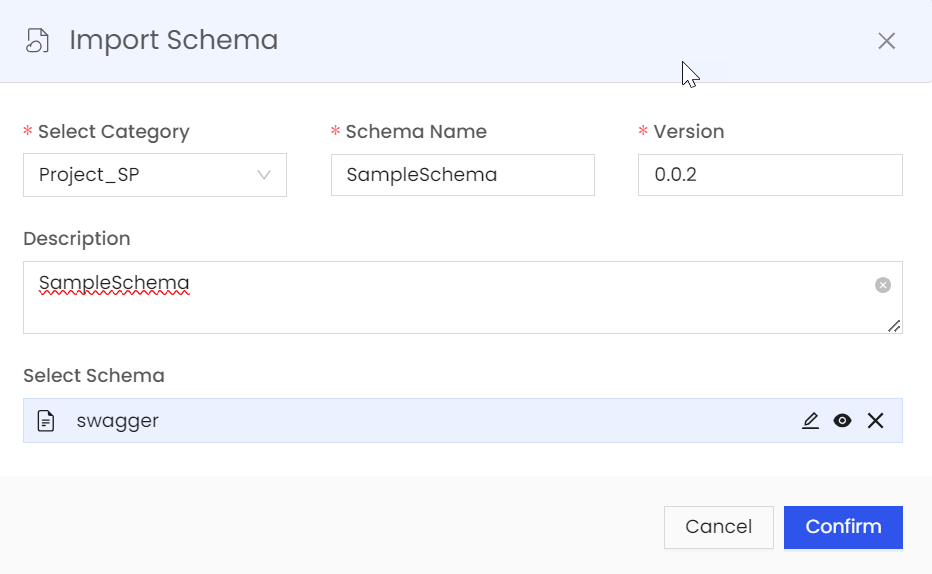 Import Schema
* Select Category
* Schema Name
* Version
Project_SP
SampleSchema
0.0.2
Description
SampleSchema
Select Schema
swagger
Cancel
Confirm